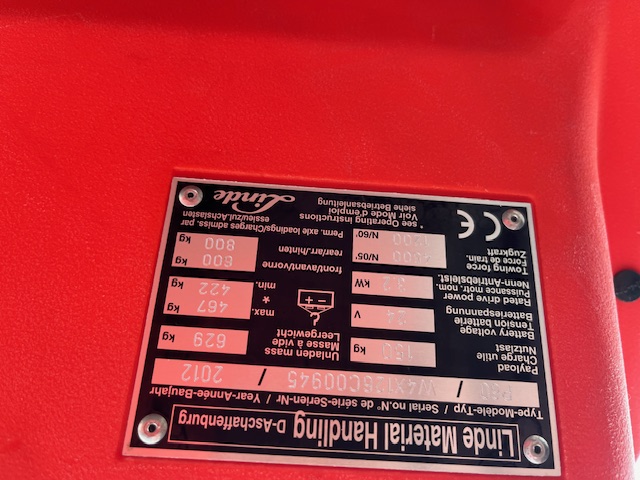 Linde Material Handling D-Aschaffenburg
Type-Modèle-Typ / Serial no.N° de série-Serien-Nr / Year-Année-Baujahr
/ 2012
Payload
Charge utile
Nutzlast
kg
Unladen mass
Masse à vide
Leergewicht
629 kg
Battery voltage
Tension batterie
Batteriespannung
24 V
- +
?
max. 467 kg
*
min. 422 kg
Rated drive power
Puissance motr. nom.
Nenn-Antriebsleist.
kW
front/avant/vorne
600 kg
rear/arr./hinten
800 kg
Towing force
Force de train.
Zugkraft
N/05'
N/60'
Perm. axle loadings/Charges admiss. par
essieu/zul.Achslasten
CE
* see Operating Instructions
Voir Mode d'emploi
siehe Betriebsanleitung
Linde